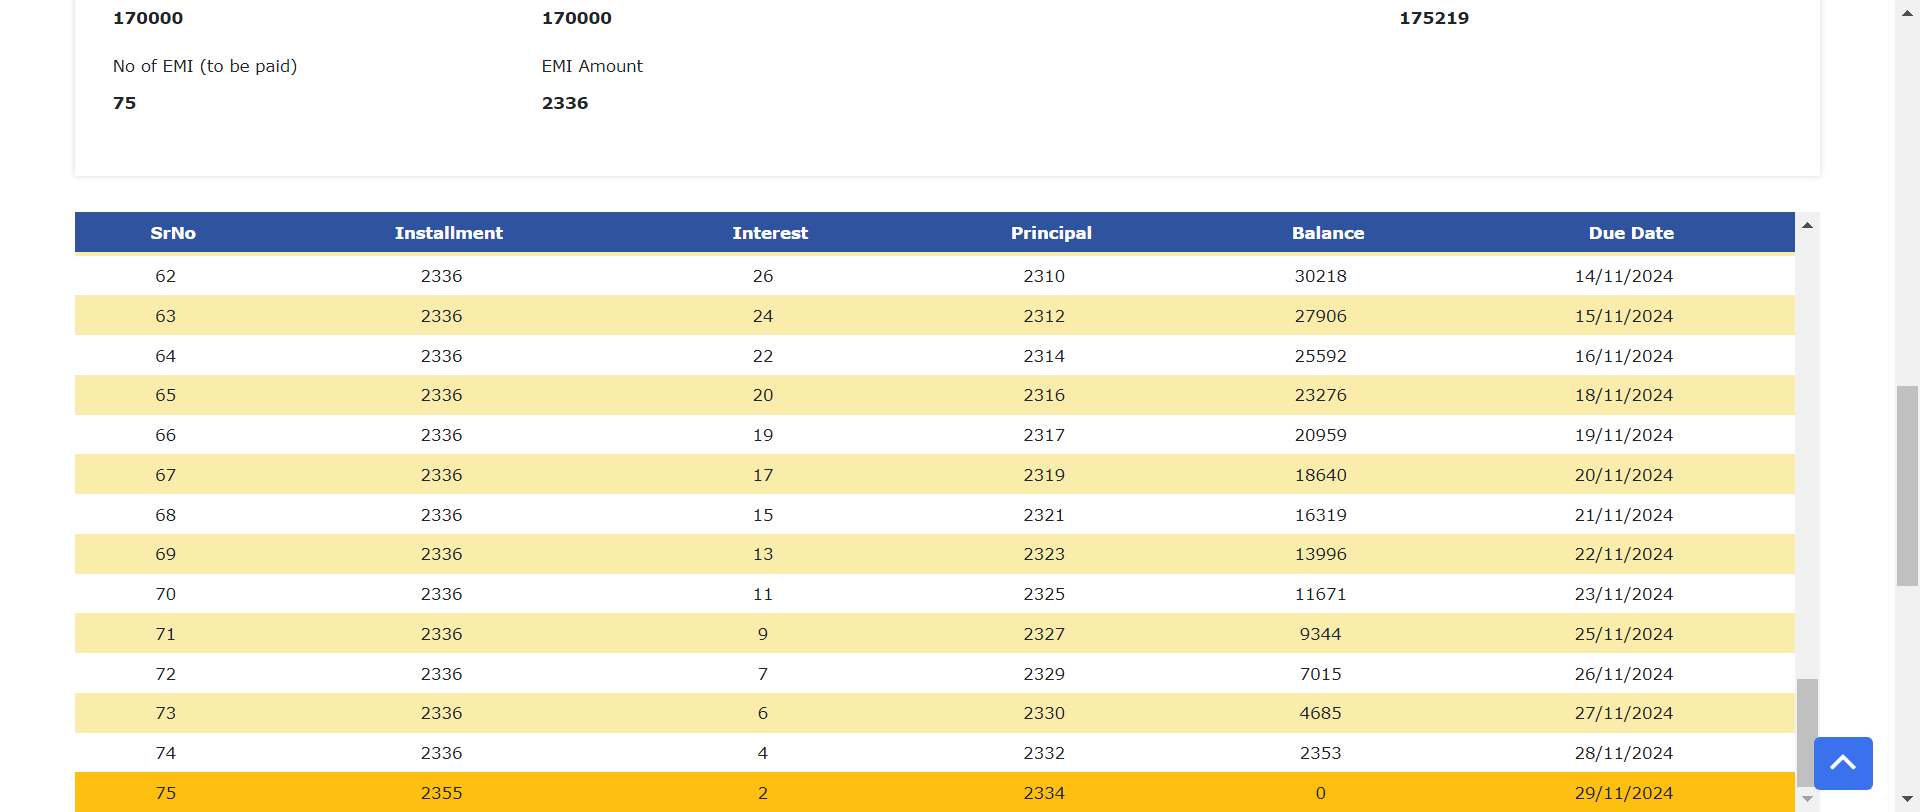 170000 170000 175219
No of EMI (to be paid) EMI Amount
75 2336
SrNo Installment Interest Principal Balance Due Date
62 2336 26 2310 30218 14/11/2024
63 2336 24 2312 27906 15/11/2024
64 2336 22 2314 25592 16/11/2024
65 2336 20 2316 23276 18/11/2024
66 2336 19 2317 20959 19/11/2024
67 2336 17 2319 18640 20/11/2024
68 2336 15 2321 16319 21/11/2024
69 2336 13 2323 13996 22/11/2024
70 2336 11 2325 11671 23/11/2024
71 2336 9 2327 9344 25/11/2024
72 2336 7 2329 7015 26/11/2024
73 2336 6 2330 4685 27/11/2024
74 2336 4 2332 2353 28/11/2024
75 2355 2 2334 0 29/11/2024